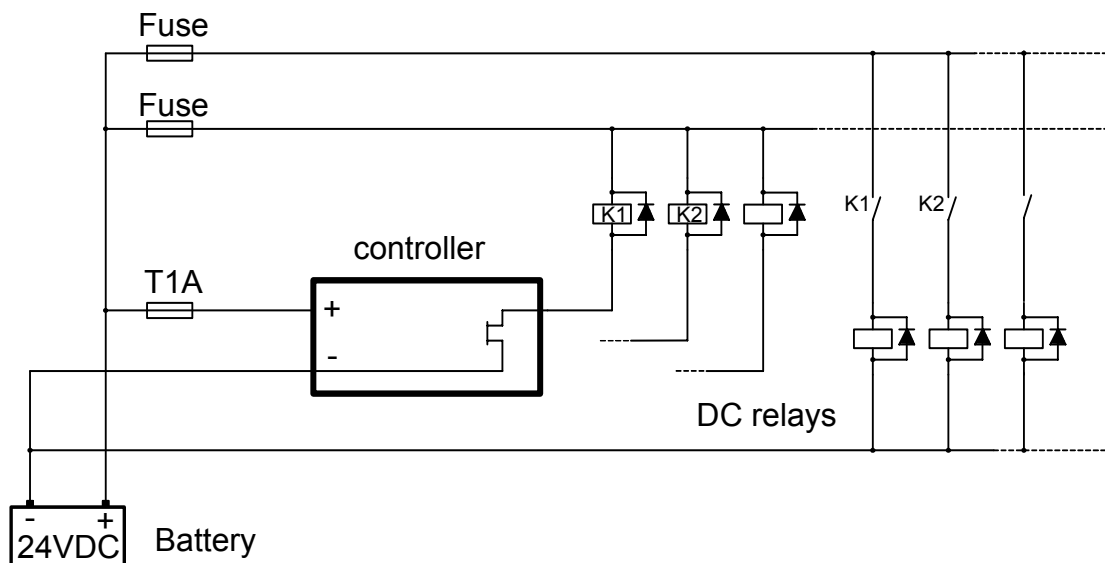 Fuse
Fuse
K1 K2
K1 K2
controller
T1A
+
-
DC relays
- +
24VDC
Battery